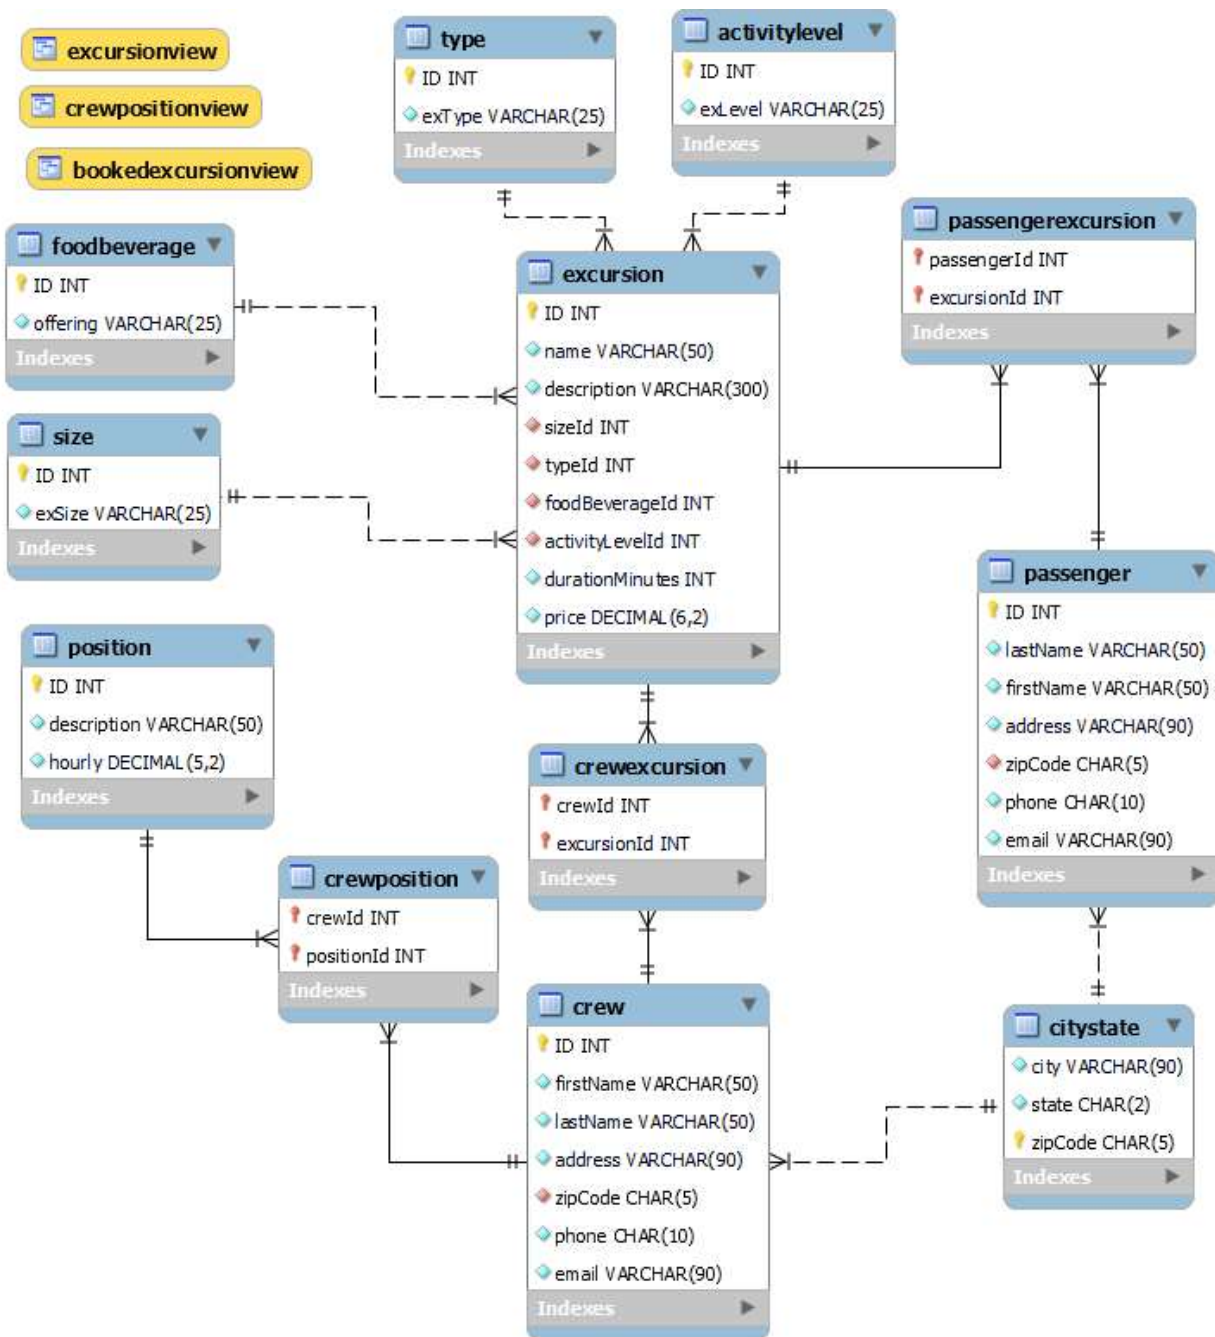 excursionview
crewpositionview
bookedexcursionview
type
ID INT
exType VARCHAR(25)
Indexes
activitylevel
ID INT
exLevel VARCHAR(25)
Indexes
foodbeverage
ID INT
offering VARCHAR(25)
Indexes
size
ID INT
exSize VARCHAR(25)
Indexes
excursion
ID INT
name VARCHAR(50)
description VARCHAR(300)
sizeId INT
typeId INT
foodBeverageId INT
activityLevelId INT
durationMinutes INT
price DECIMAL(6,2)
Indexes
passengerexcursion
passengerId INT
excursionId INT
Indexes
passenger
ID INT
lastName VARCHAR(50)
firstName VARCHAR(50)
address VARCHAR(90)
zipCode CHAR(5)
phone CHAR(10)
email VARCHAR(90)
Indexes
position
ID INT
description VARCHAR(50)
hourly DECIMAL(5,2)
Indexes
crewexcursion
crewId INT
excursionId INT
Indexes
crewposition
crewId INT
positionId INT
Indexes
crew
ID INT
firstName VARCHAR(50)
lastName VARCHAR(50)
address VARCHAR(90)
zipCode CHAR(5)
phone CHAR(10)
email VARCHAR(90)
Indexes
citystate
city VARCHAR(90)
state CHAR(2)
zipCode CHAR(5)
Indexes